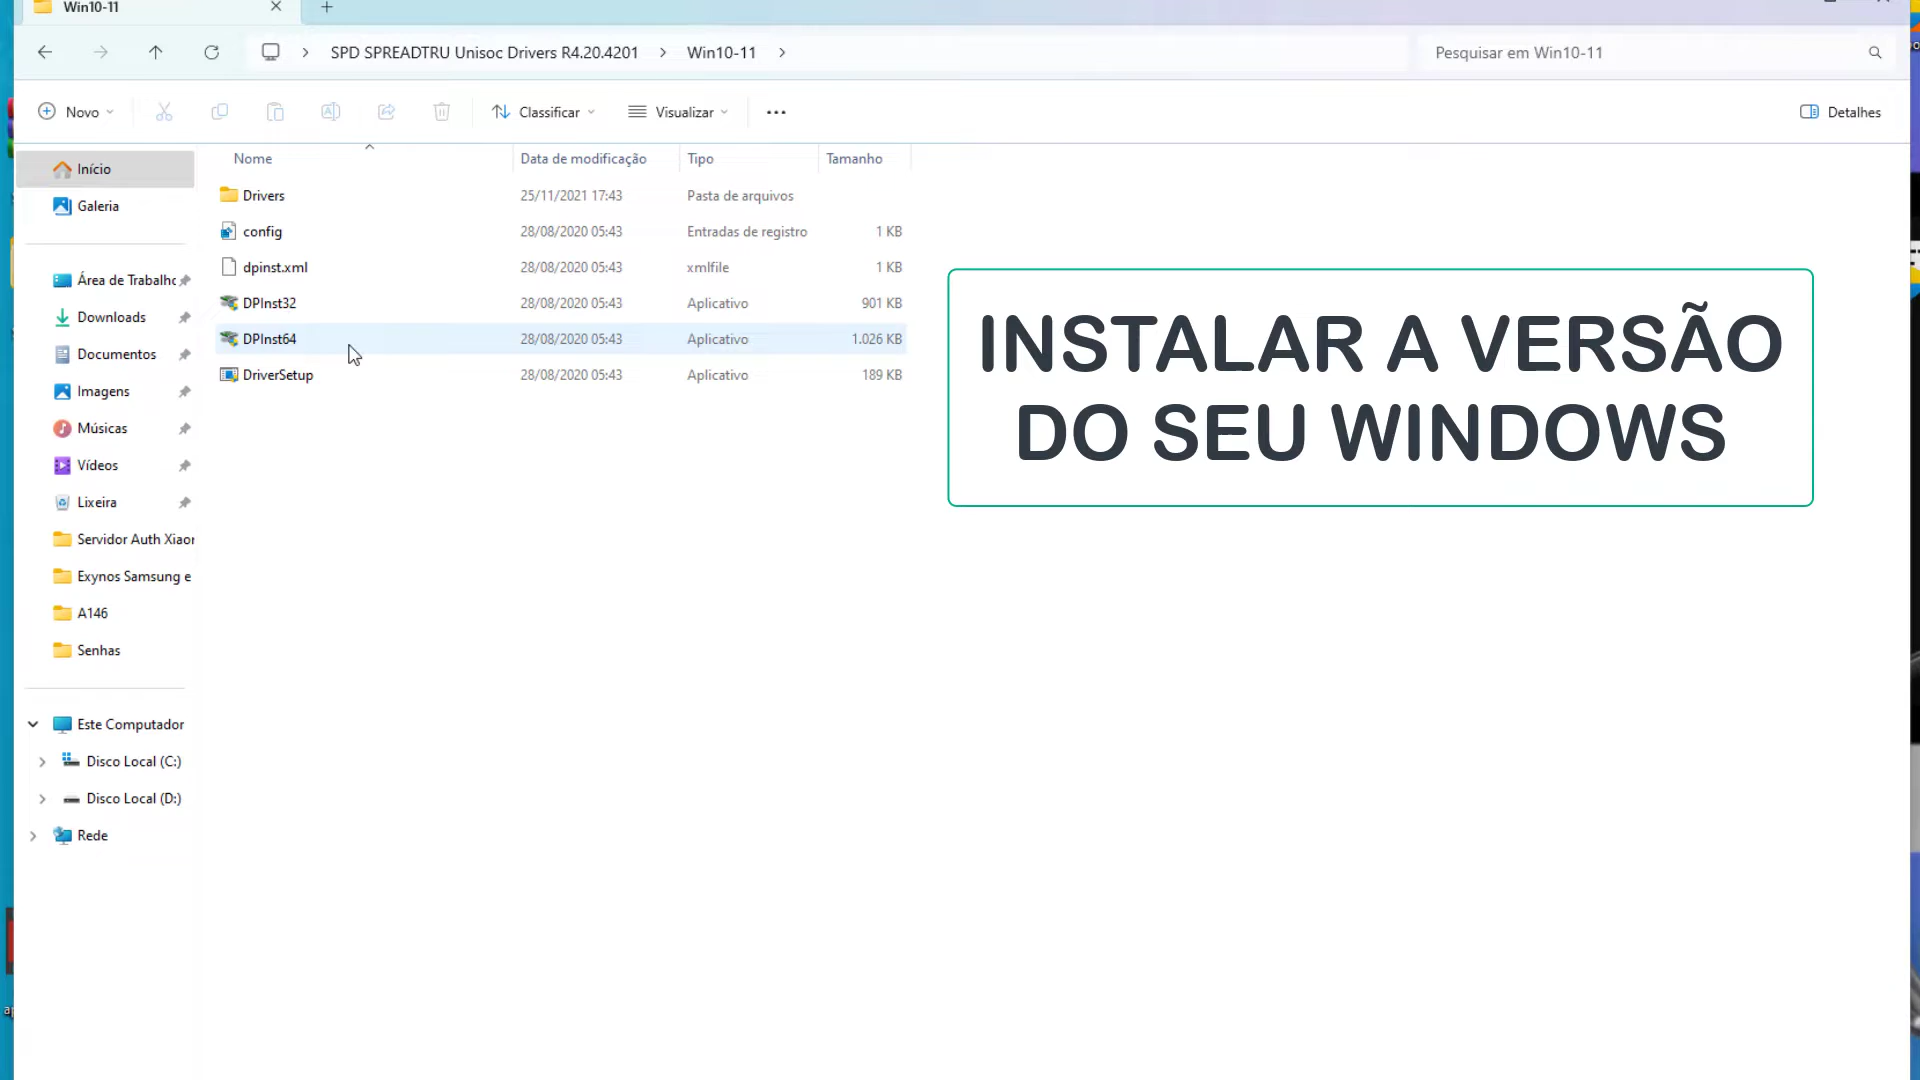 Win10-11
SPD SPREADTRU Unisoc Drivers R4.20.4201 Win10-11
Pesquisar em Win10-11
Novo Classificar Visualizar Detalhes
Nome Data de modificação Tipo Tamanho
Drivers 25/11/2021 17:43 Pasta de arquivos
config 28/08/2020 05:43 Entradas de registro 1 KB
dpinst.xml 28/08/2020 05:43 xmlfile 1 KB
DPInst32 28/08/2020 05:43 Aplicativo 901 KB
DPInst64 28/08/2020 05:43 Aplicativo 1.026 KB
DriverSetup 28/08/2020 05:43 Aplicativo 189 KB
Início
Galeria
Área de Trabalho
Downloads
Documentos
Imagens
Músicas
Vídeos
Lixeira
Servidor Auth Xiaor
Exynos Samsung e
A146
Senhas
Este Computador
Disco Local (C:)
Disco Local (D:)
Rede
INSTALAR A VERSÃO
DO SEU WINDOWS